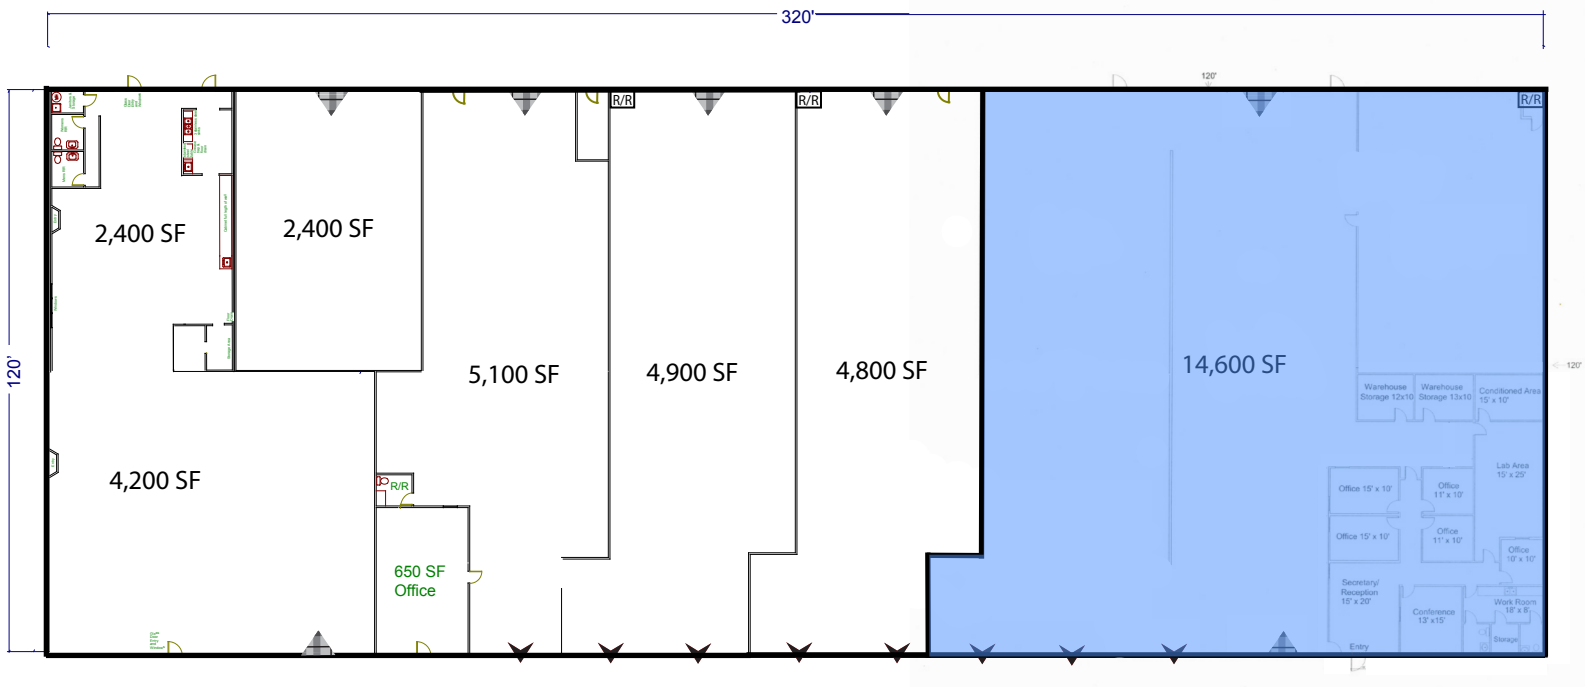 320'
120'
R/R
R/R
R/R
Mens RR
2,400 SF
2,400 SF
120'
5,100 SF
4,900 SF
4,800 SF
14,600 SF
120'
Warehouse
Storage 12x10
Warehouse
Storage 13x10
Conditioned Area
15' x 10'
4,200 SF
R/R
Lab Area
15' x 25'
Office 15' x 10'
Office
11' x 10'
Office 15' x 10'
Office
11' x 10'
Office
10' x 10'
650 SF
Office
Secretary/
Reception
15' x 20'
Conference
13' x15'
Work Room
18' x 8'
Storage
Entry